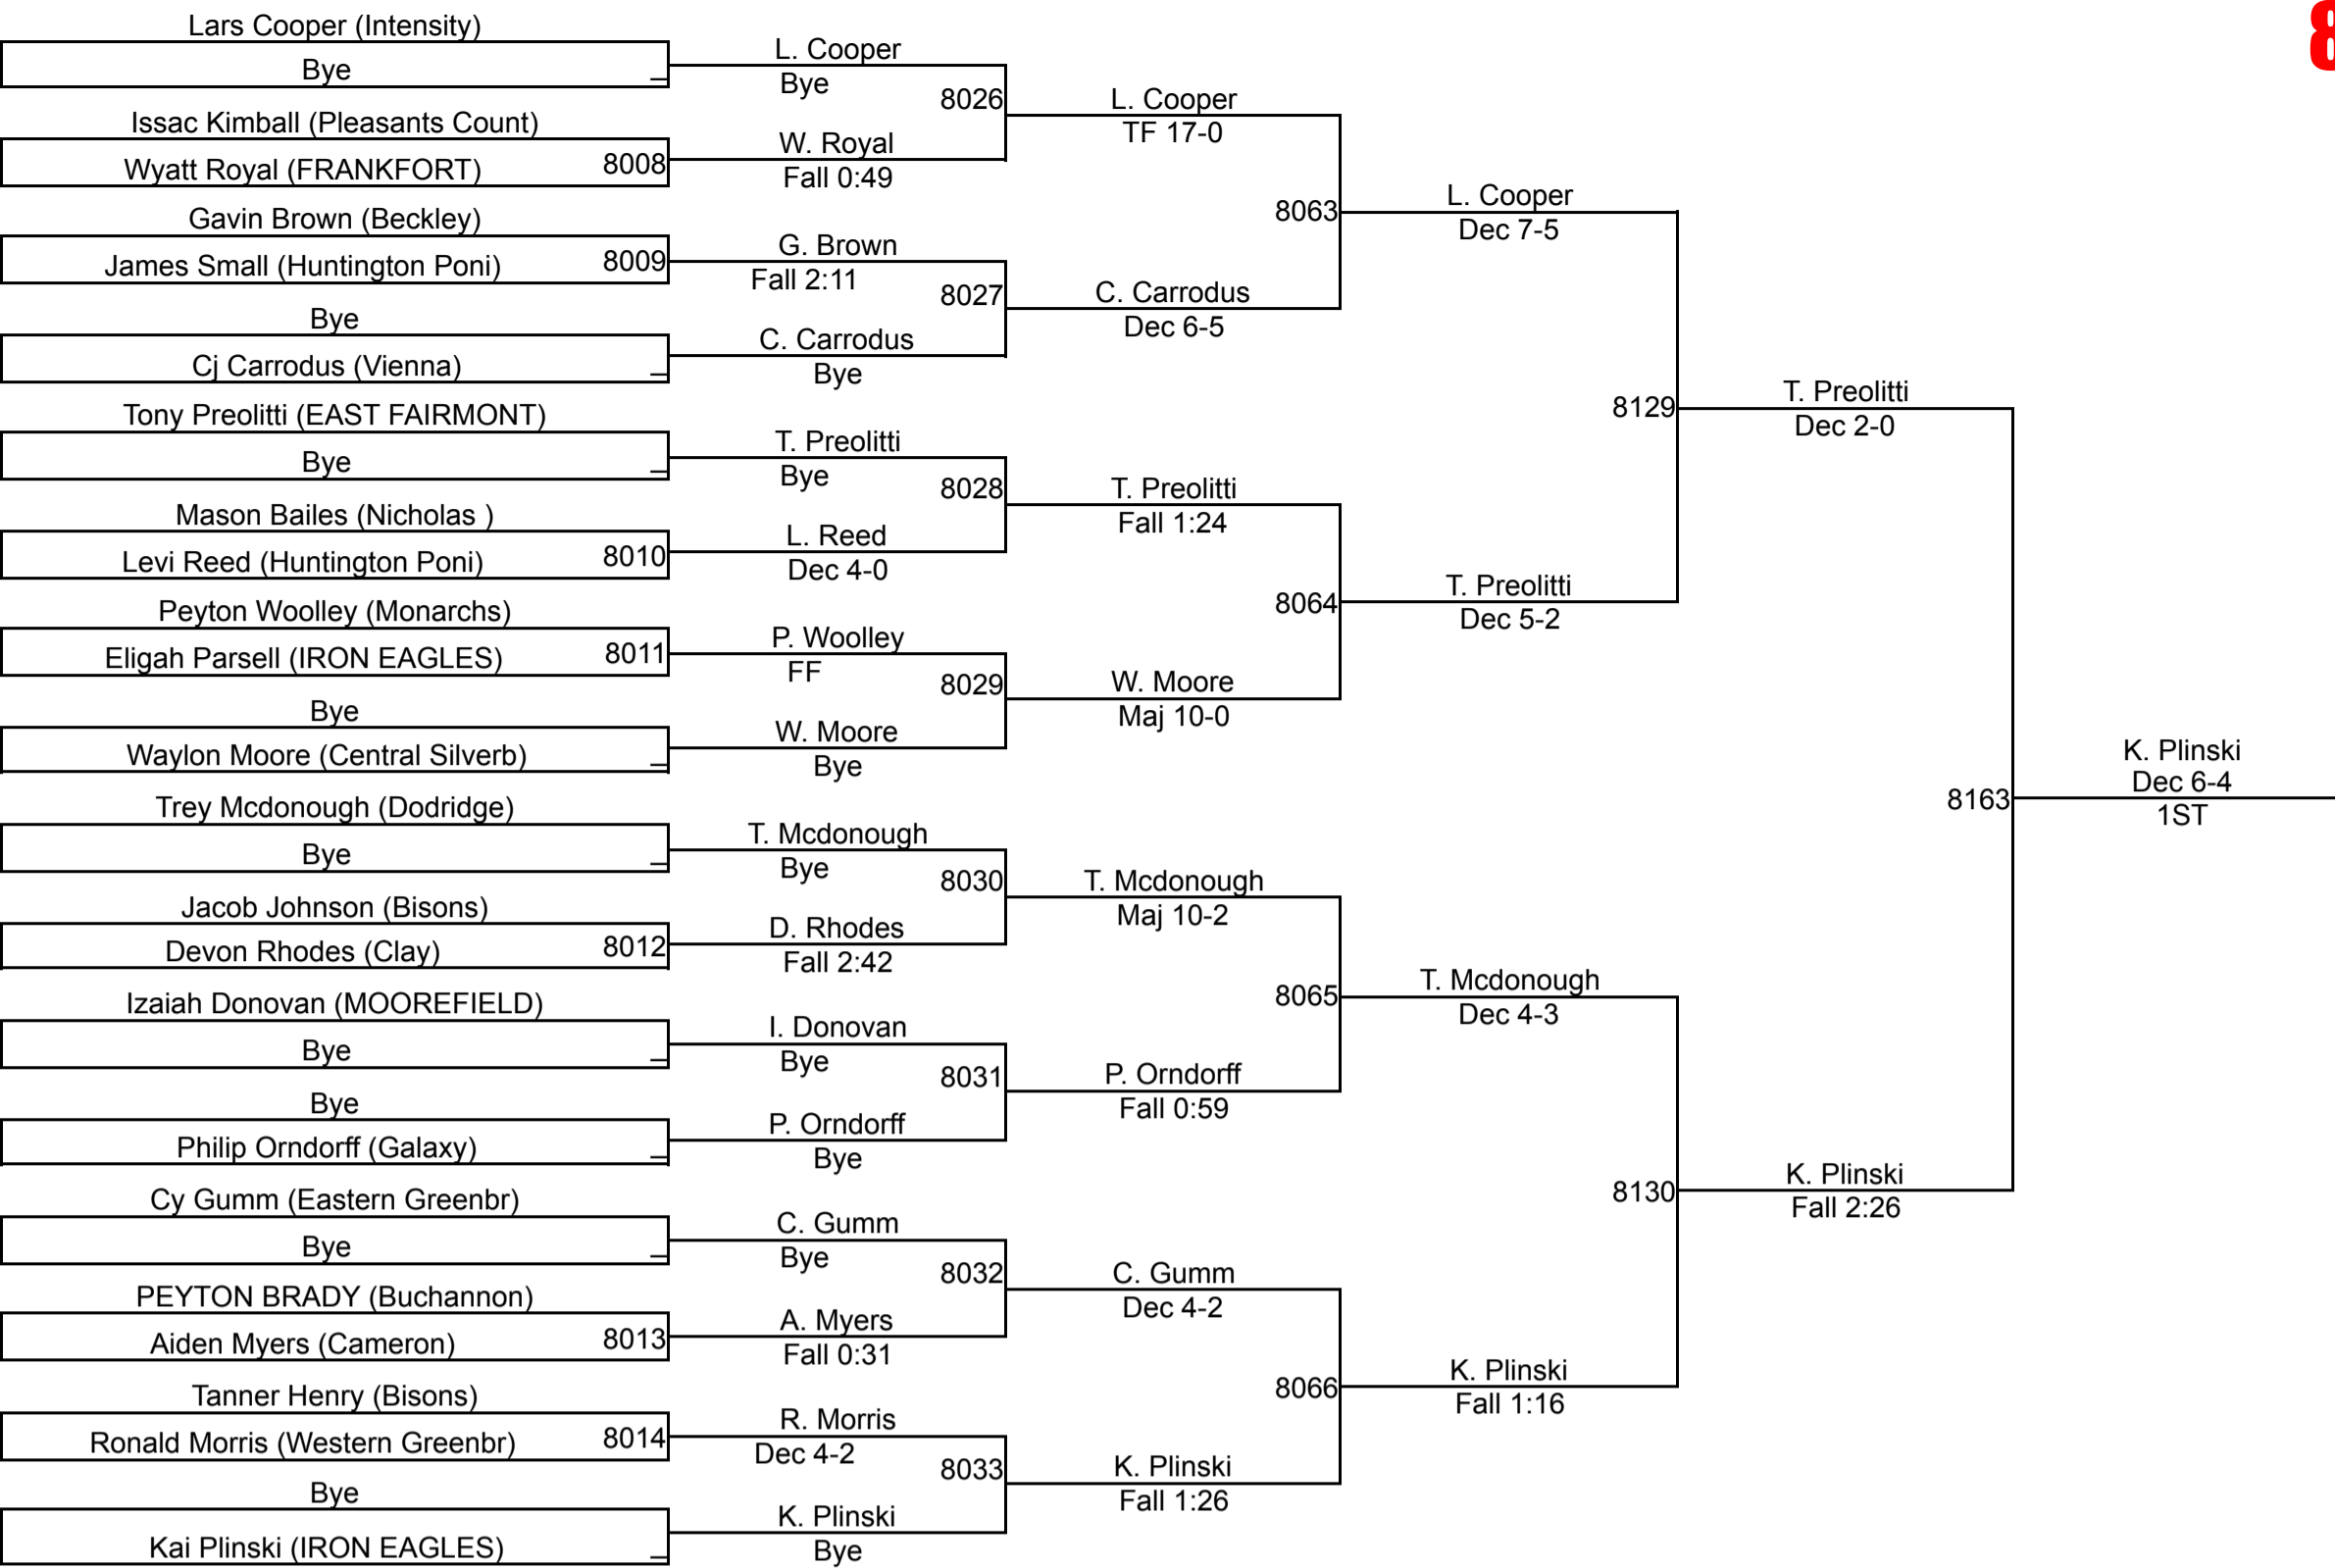 Lars Cooper (Intensity)
Bye
Issac Kimball (Pleasants Count)
Wyatt Royal (FRANKFORT)
8008
Gavin Brown (Beckley)
James Small (Huntington Poni)
8009
Bye
Cj Carrodus (Vienna)
Tony Preolitti (EAST FAIRMONT)
Bye
Mason Bailes (Nicholas )
Levi Reed (Huntington Poni)
8010
Peyton Woolley (Monarchs)
Eligah Parsell (IRON EAGLES)
8011
Bye
Waylon Moore (Central Silverb)
Trey Mcdonough (Dodridge)
Bye
Jacob Johnson (Bisons)
Devon Rhodes (Clay)
8012
Izaiah Donovan (MOOREFIELD)
Bye
Bye
Philip Orndorff (Galaxy)
Cy Gumm (Eastern Greenbr)
Bye
PEYTON BRADY (Buchannon)
Aiden Myers (Cameron)
8013
Tanner Henry (Bisons)
Ronald Morris (Western Greenbr)
8014
Bye
Kai Plinski (IRON EAGLES)
L. Cooper
Bye
8026
W. Royal
Fall 0:49
G. Brown
Fall 2:11
8027
C. Carrodus
Bye
T. Preolitti
Bye
8028
L. Reed
Dec 4-0
P. Woolley
FF
8029
W. Moore
Bye
T. Mcdonough
Bye
8030
D. Rhodes
Fall 2:42
I. Donovan
Bye
8031
P. Orndorff
Bye
C. Gumm
Bye
8032
A. Myers
Fall 0:31
R. Morris
Dec 4-2
8033
K. Plinski
Bye
L. Cooper
TF 17-0
8063
C. Carrodus
Dec 6-5
T. Preolitti
Fall 1:24
8064
W. Moore
Maj 10-0
T. Mcdonough
Maj 10-2
8065
P. Orndorff
Fall 0:59
C. Gumm
Dec 4-2
8066
K. Plinski
Fall 1:26
L. Cooper
Dec 7-5
8129
T. Preolitti
Dec 5-2
T. Mcdonough
Dec 4-3
8130
K. Plinski
Fall 1:16
T. Preolitti
Dec 2-0
8163
K. Plinski
Fall 2:26
K. Plinski
Dec 6-4
1ST